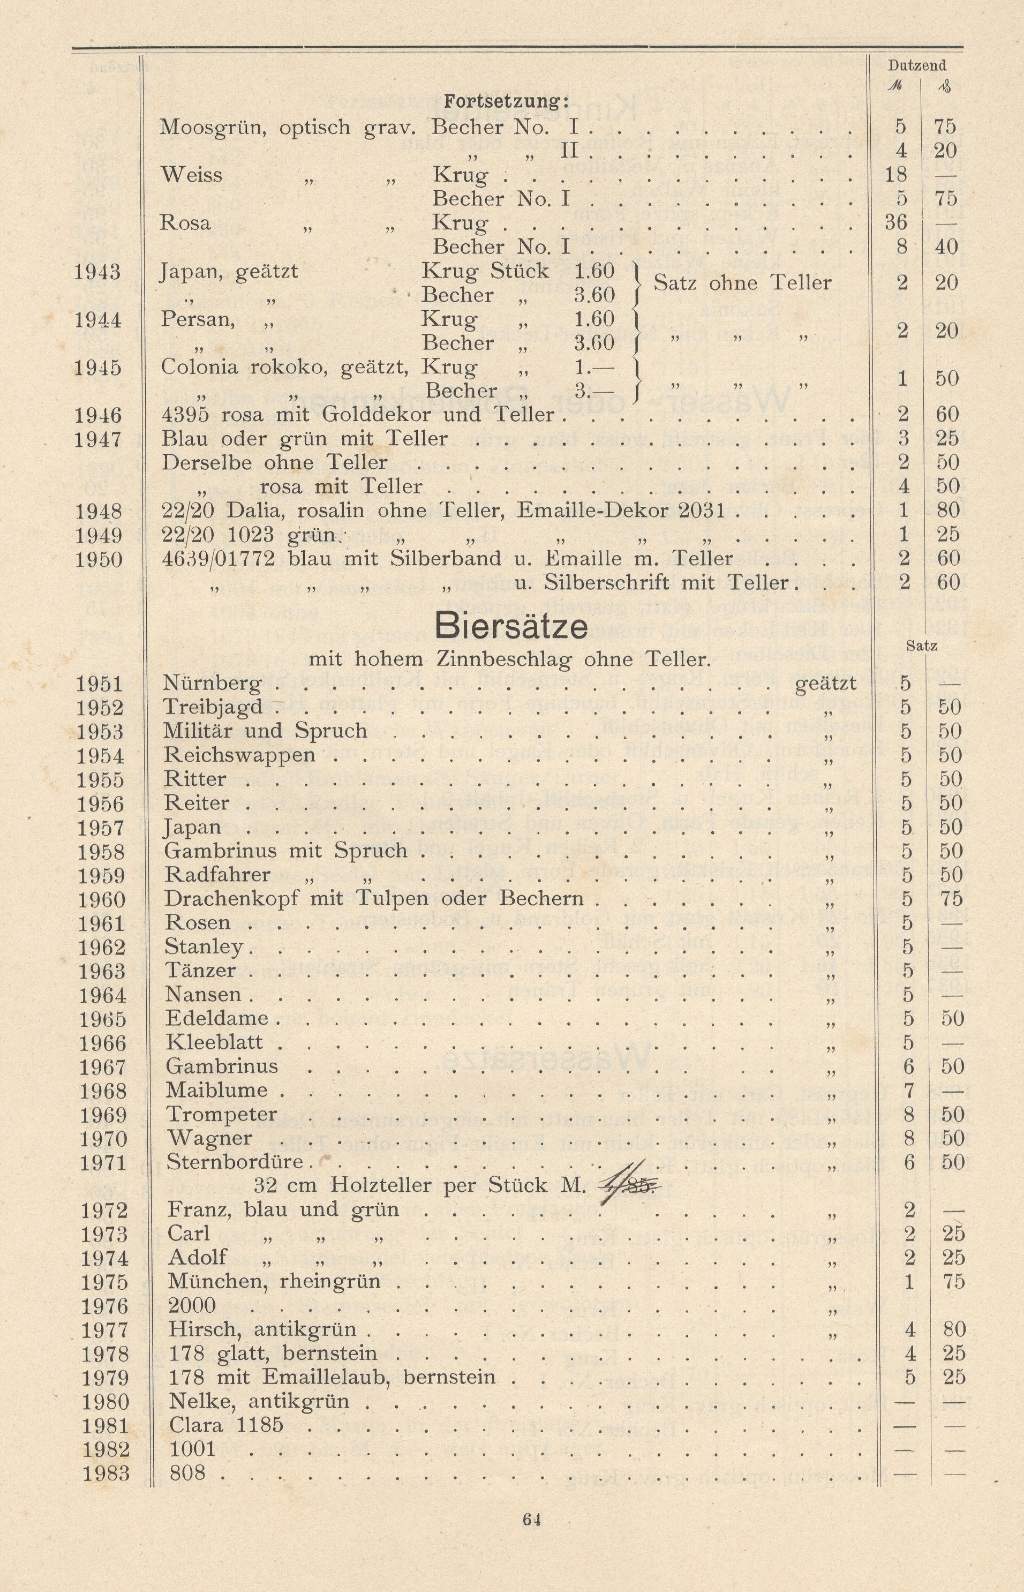 Dutzend
ℳ ₰
Fortsetzung:
Moosgrün, optisch grav. Becher No. I . . . . . . . . . . 5 75
„ „ II . . . . . . . . . . 4 20
Weiss „ „ Krug . . . . . . . . . . . . . 18 —
Becher No. I . . . . . . . . . . 5 75
Rosa „ „ Krug . . . . . . . . . . . . . 36 —
Becher No. I . . . . . . . . . . 8 40
1943 Japan, geätzt Krug Stück 1.60 } Satz ohne Teller 2 20
„ „ Becher „ 3.60
1944 Persan, „ Krug „ 1.60 } „ „ „ 2 20
„ „ Becher „ 3.60
1945 Colonia rokoko, geätzt, Krug „ 1.— } „ „ „ 1 50
„ „ „ Becher „ 3.—
1946 4395 rosa mit Golddekor und Teller . . . . . . . . . . . 2 60
1947 Blau oder grün mit Teller . . . . . . . . . . . . . . 3 25
Derselbe ohne Teller . . . . . . . . . . . . . . . . 2 50
„ rosa mit Teller . . . . . . . . . . . . . . . 4 50
1948 22/20 Dalia, rosalin ohne Teller, Emaille-Dekor 2031 . . . . . 1 80
1949 22/20 1023 grün. „ „ „ „ „ . . . . . 1 25
1950 4639/01772 blau mit Silberband u. Emaille m. Teller . . . . 2 60
„ „ „ „ u. Silberschrift mit Teller . . . 2 60
Biersätze
Satz
mit hohem Zinnbeschlag ohne Teller.
1951 Nürnberg . . . . . . . . . . . . . . . . . . geätzt 5 —
1952 Treibjagd . . . . . . . . . . . . . . . . . . „ 5 50
1953 Militär und Spruch . . . . . . . . . . . . . . „ 5 50
1954 Reichswappen . . . . . . . . . . . . . . . . „ 5 50
1955 Ritter . . . . . . . . . . . . . . . . . . . „ 5 50
1956 Reiter . . . . . . . . . . . . . . . . . . . „ 5 50
1957 Japan . . . . . . . . . . . . . . . . . . . „ 5 50
1958 Gambrinus mit Spruch . . . . . . . . . . . . . „ 5 50
1959 Radfahrer „ „ . . . . . . . . . . . . . „ 5 50
1960 Drachenkopf mit Tulpen oder Bechern . . . . . . . „ 5 75
1961 Rosen . . . . . . . . . . . . . . . . . . . „ 5 —
1962 Stanley . . . . . . . . . . . . . . . . . . . „ 5 —
1963 Tänzer . . . . . . . . . . . . . . . . . . . „ 5 —
1964 Nansen . . . . . . . . . . . . . . . . . . . „ 5 —
1965 Edeldame . . . . . . . . . . . . . . . . . . „ 5 50
1966 Kleeblatt . . . . . . . . . . . . . . . . . . „ 5 —
1967 Gambrinus . . . . . . . . . . . . . . . . . „ 6 50
1968 Maiblume . . . . . . . . . . . . . . . . . . „ 7 —
1969 Trompeter . . . . . . . . . . . . . . . . . „ 8 50
1970 Wagner . . . . . . . . . . . . . . . . . . „ 8 50
1971 Sternbordüre . . . . . . . . . . . . . . . . . „ 6 50
32 cm Holzteller per Stück M.
1972 Franz, blau und grün . . . . . . . . . . . . . „ 2 —
1973 Carl „ „ „ . . . . . . . . . . . . . „ 2 25
1974 Adolf „ „ „ . . . . . . . . . . . . . „ 2 25
1975 München, rheingrün . . . . . . . . . . . . . . „ 1 75
1976 2000 . . . . . . . . . . . . . . . . . . . „
1977 Hirsch, antikgrün . . . . . . . . . . . . . . . „ 4 80
1978 178 glatt, bernstein . . . . . . . . . . . . . . . . . 4 25
1979 178 mit Emaillelaub, bernstein . . . . . . . . . . . . . 5 25
1980 Nelke, antikgrün . . . . . . . . . . . . . . . . . . — —
1981 Clara 1185 . . . . . . . . . . . . . . . . . . . . — —
1982 1001 . . . . . . . . . . . . . . . . . . . . . . — —
1983 808 . . . . . . . . . . . . . . . . . . . . . . . — —
64